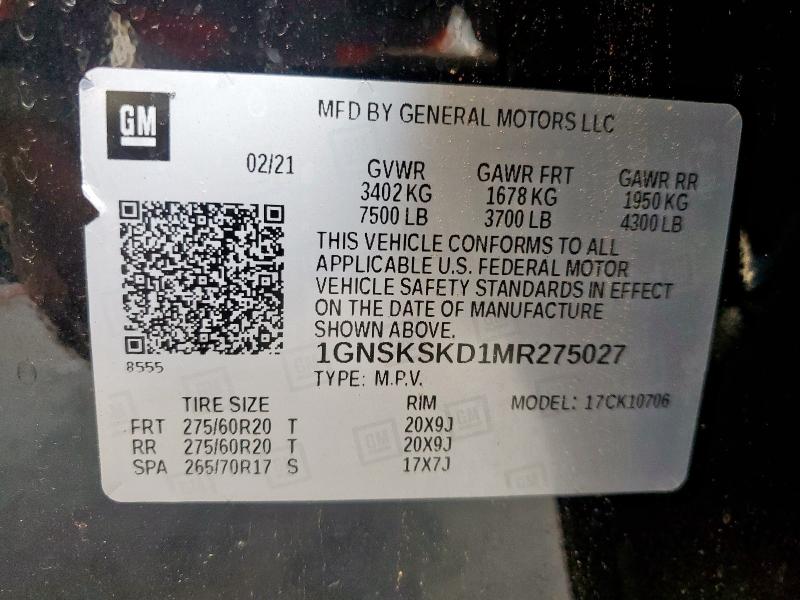 GM
MFD BY GENERAL MOTORS LLC
02/21
GVWR GAWR FRT GAWR RR
3402 KG 1678 KG 1950 KG
7500 LB 3700 LB 4300 LB
THIS VEHICLE CONFORMS TO ALL
APPLICABLE U.S. FEDERAL MOTOR
VEHICLE SAFETY STANDARDS IN EFFECT
ON THE DATE OF MANUFACTURE
SHOWN ABOVE.
8555
1GNSKSKD1MR275027
TYPE: M.P.V.
TIRE SIZE RIM MODEL: 17CK10706
FRT 275/60R20 T 20X9J
RR 275/60R20 T 20X9J
SPA 265/70R17 S 17X7J